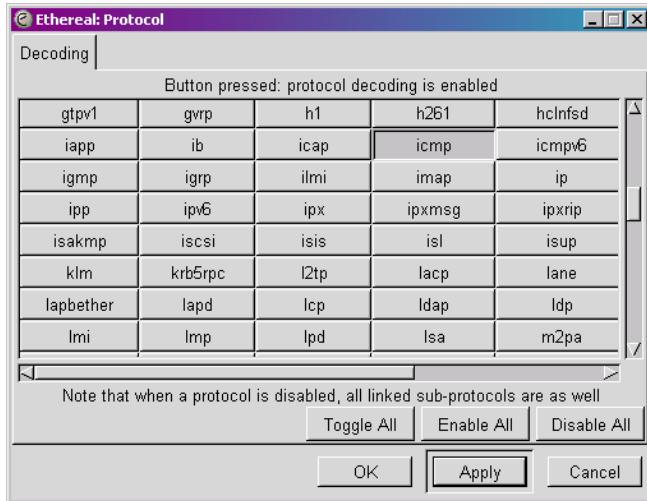 Ethereal: Protocol
Decoding
Button pressed: protocol decoding is enabled
gtpv1 gvrp h1 h261 hclnfsd
iapp ib icap icmp icmpv6
igmp igrp ilmi imap ip
ipp ipv6 ipx ipxmsg ipxrip
isakmp iscsi isis isl isup
klm krb5rpc l2tp lacp lane
lapbether lapd lcp ldap ldp
lmi lmp lpd lsa m2pa
Note that when a protocol is disabled, all linked sub-protocols are as well
Toggle All Enable All Disable All
OK Apply Cancel